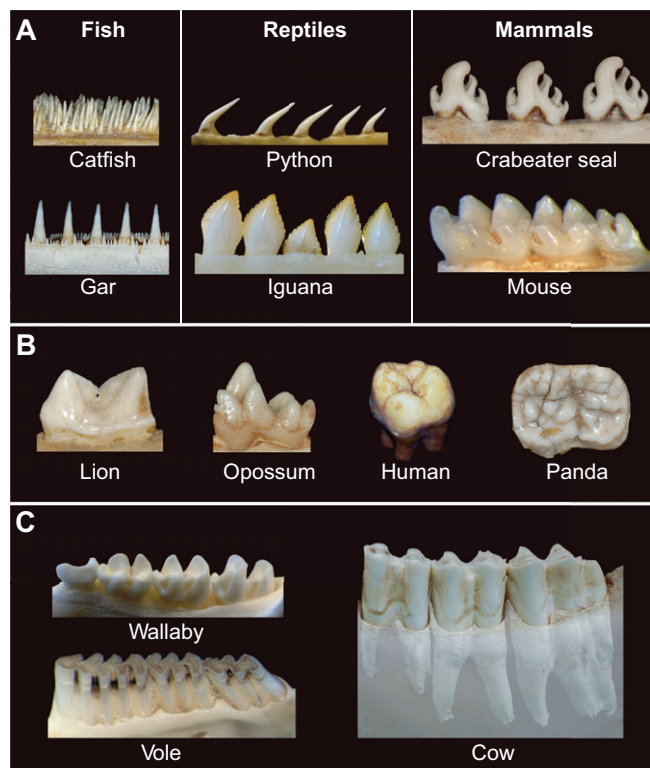 A
Fish
Reptiles
Mammals
Catfish
Python
Crabeater seal
Gar
Iguana
Mouse
B
Lion
Opossum
Human
Panda
C
Wallaby
Vole
Cow